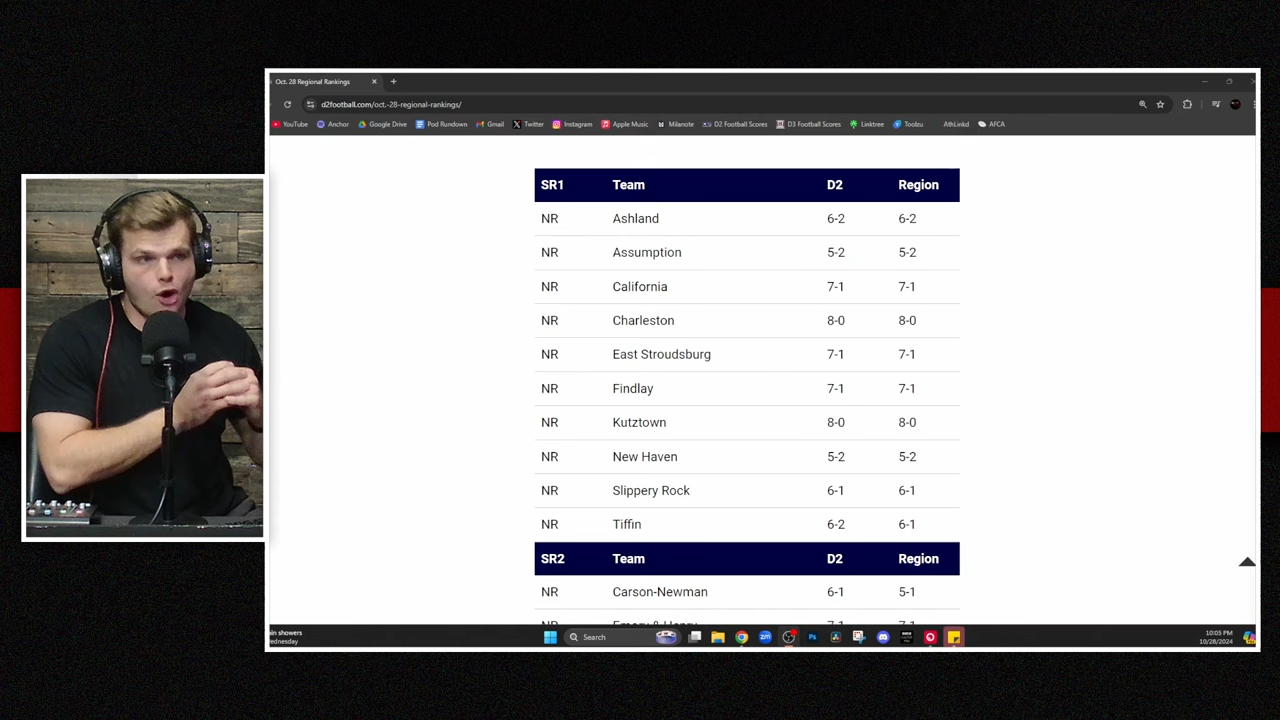 Oct. 28 Regional Rankings
d2football.com/oct.-28-regional-rankings/
YouTube Anchor Google Drive Pod Rundown Gmail Twitter Instagram Apple Music Milanote D2 Football Scores D3 Football Scores Linktree Toolzu AthLinkd AFCA
SR1 Team D2 Region
NR Ashland 6-2 6-2
NR Assumption 5-2 5-2
NR California 7-1 7-1
NR Charleston 8-0 8-0
NR East Stroudsburg 7-1 7-1
NR Findlay 7-1 7-1
NR Kutztown 8-0 8-0
NR New Haven 5-2 5-2
NR Slippery Rock 6-1 6-1
NR Tiffin 6-2 6-1
SR2 Team D2 Region
NR Carson-Newman 6-1 5-1
ain showers
Search
10:05 PM
ednesday
10/28/2024